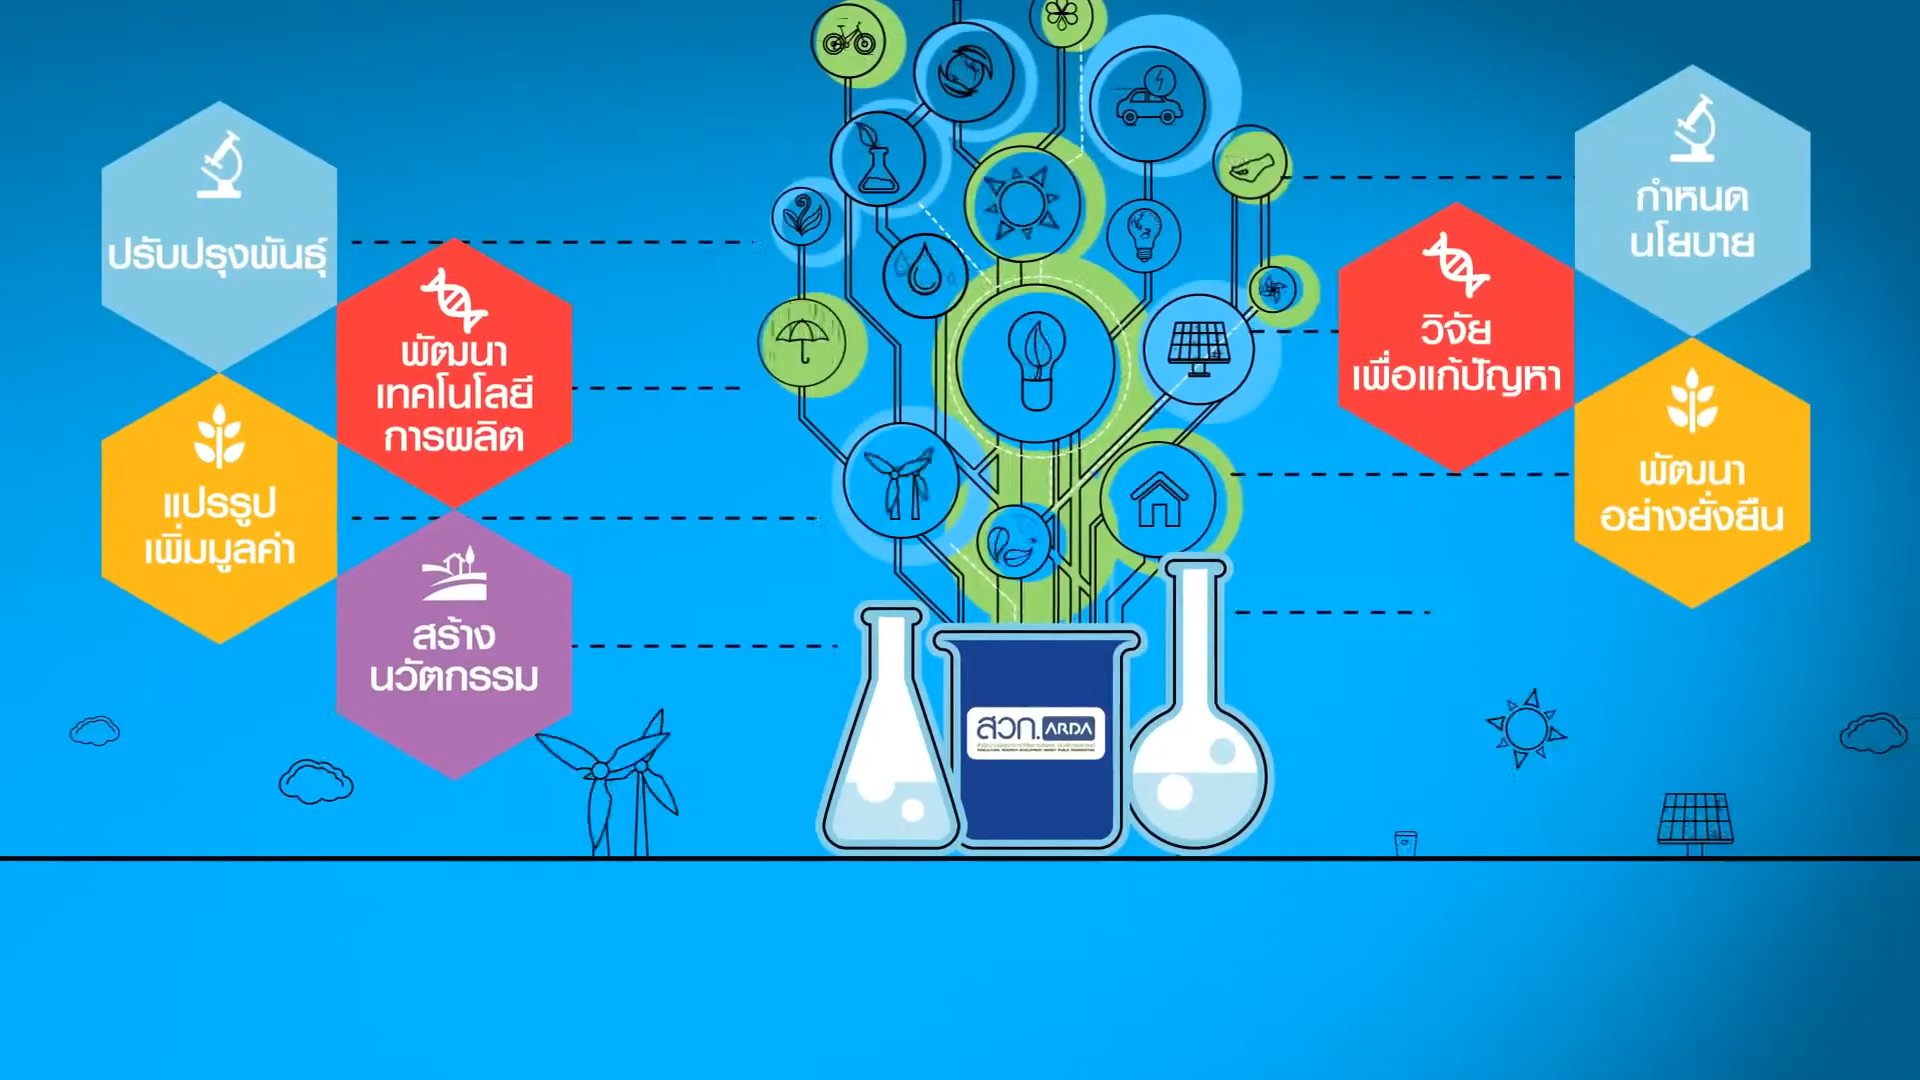 ปรับปรุงพันธุ์
พัฒนา
เทคโนโลยี
การผลิต
แปรรูป
เพิ่มมูลค่า
สร้าง
นวัตกรรม
กำหนด
นโยบาย
วิจัย
เพื่อแก้ปัญหา
พัฒนา
อย่างยั่งยืน
สวก. ARDA